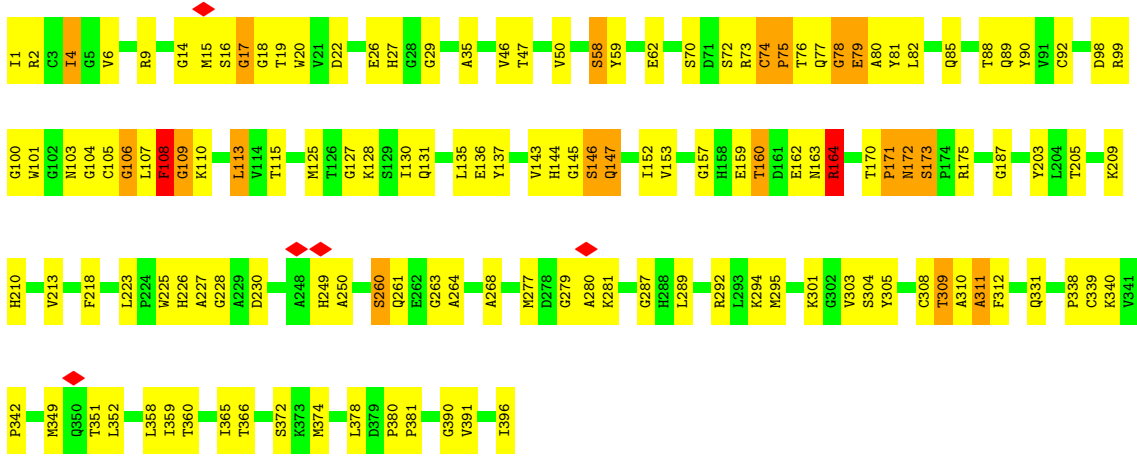 I1 R2 C3 I4 G5 V6 R9 G14 M15 S16 G17 G18 T19 W20 V21 D22 E26 H27 G28 G29 A35 V46 T47 V50 S58 Y59 E62 S70 D71 S72 R73 C74 P75 T76 Q77 G78 E79 A80 Y81 L82 Q85 T88 Q89 Y90 V91 C92 D98 R99
G100 W101 G102 N103 G104 C105 G106 L107 F108 G109 K110 L113 V114 T115 M125 T126 G127 K128 S129 I130 Q131 L135 E136 Y137 V143 H144 G145 S146 Q147 I152 V153 G157 H158 E159 T160 D161 E162 N163 R164 T170 P171 N172 S173 P174 R175 G187 Y203 L204 T205 K209
H210 V213 F218 L223 P224 W225 H226 A227 G228 A229 D230 A248 H249 A250 S260 Q261 E262 G263 A264 A268 M277 D278 G279 A280 K281 G287 H288 L289 R292 L293 K294 M295 K301 G302 V303 S304 Y305 C308 T309 A310 A311 F312 Q331 P338 C339 K340 V341
P342 M349 Q350 T351 L352 L358 I359 T360 I365 T366 S372 K373 M374 L378 D379 P380 P381 G390 V391 I396